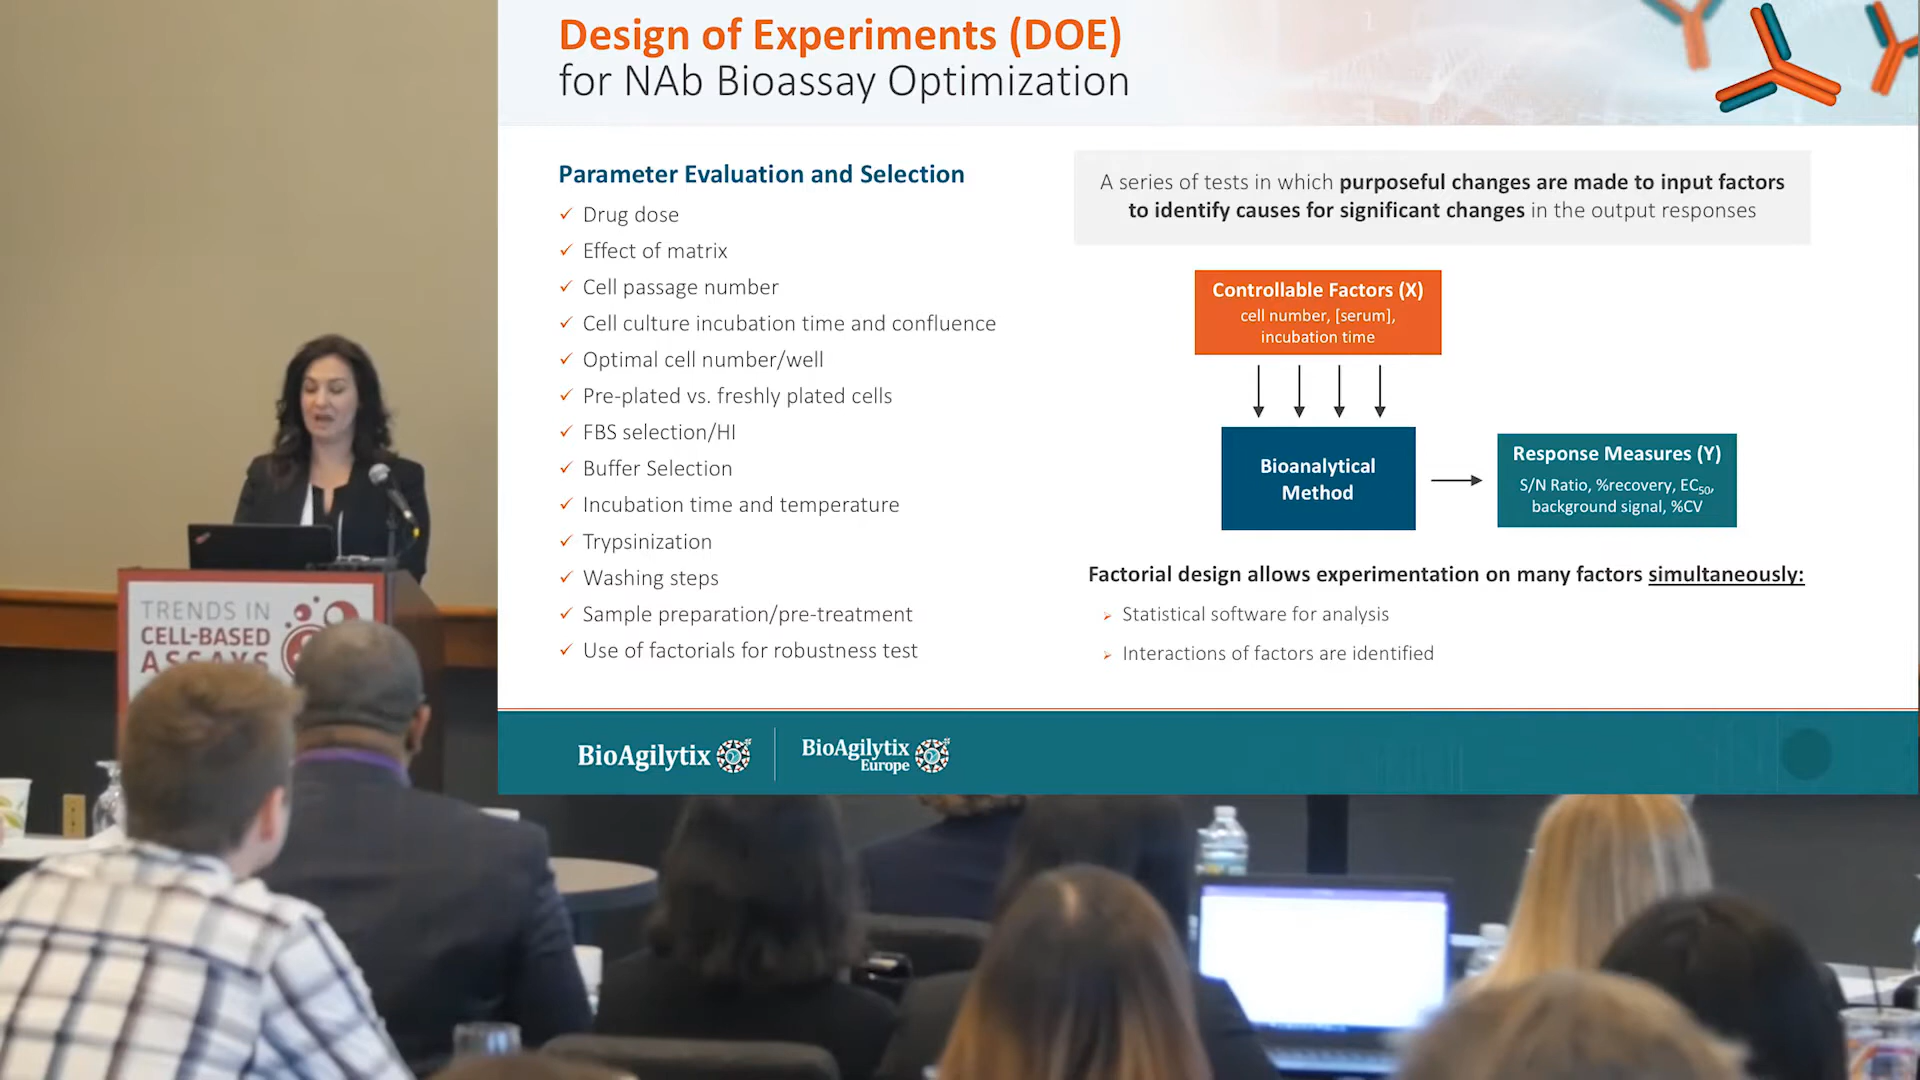 Design of Experiments (DOE)
for NAb Bioassay Optimization
Parameter Evaluation and Selection
✓ Drug dose
✓ Effect of matrix
✓ Cell passage number
✓ Cell culture incubation time and confluence
✓ Optimal cell number/well
✓ Pre-plated vs. freshly plated cells
✓ FBS selection/HI
✓ Buffer Selection
✓ Incubation time and temperature
✓ Trypsinization
✓ Washing steps
✓ Sample preparation/pre-treatment
✓ Use of factorials for robustness test
A series of tests in which purposeful changes are made to input factors
to identify causes for significant changes in the output responses
Controllable Factors (X)
cell number, [serum],
incubation time
Bioanalytical
Method
Response Measures (Y)
S/N Ratio, %recovery, EC50,
background signal, %CV
Factorial design allows experimentation on many factors simultaneously:
➢ Statistical software for analysis
➢ Interactions of factors are identified
BioAgilytix
BioAgilytix
Europe
TRENDS IN
CELL-BASED
ASSAYS